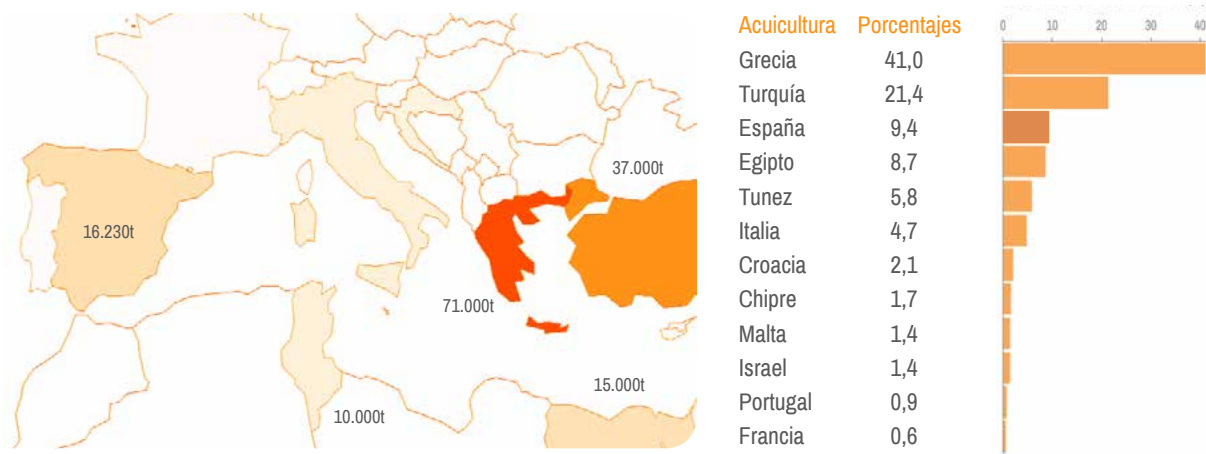 37.000t
16.230t
71.000t
15.000t
10.000t
Acuicultura Porcentajes
Grecia 41,0
Turquía 21,4
España 9,4
Egipto 8,7
Tunez 5,8
Italia 4,7
Croacia 2,1
Chipre 1,7
Malta 1,4
Israel 1,4
Portugal 0,9
Francia 0,6
0 10 20 30 40